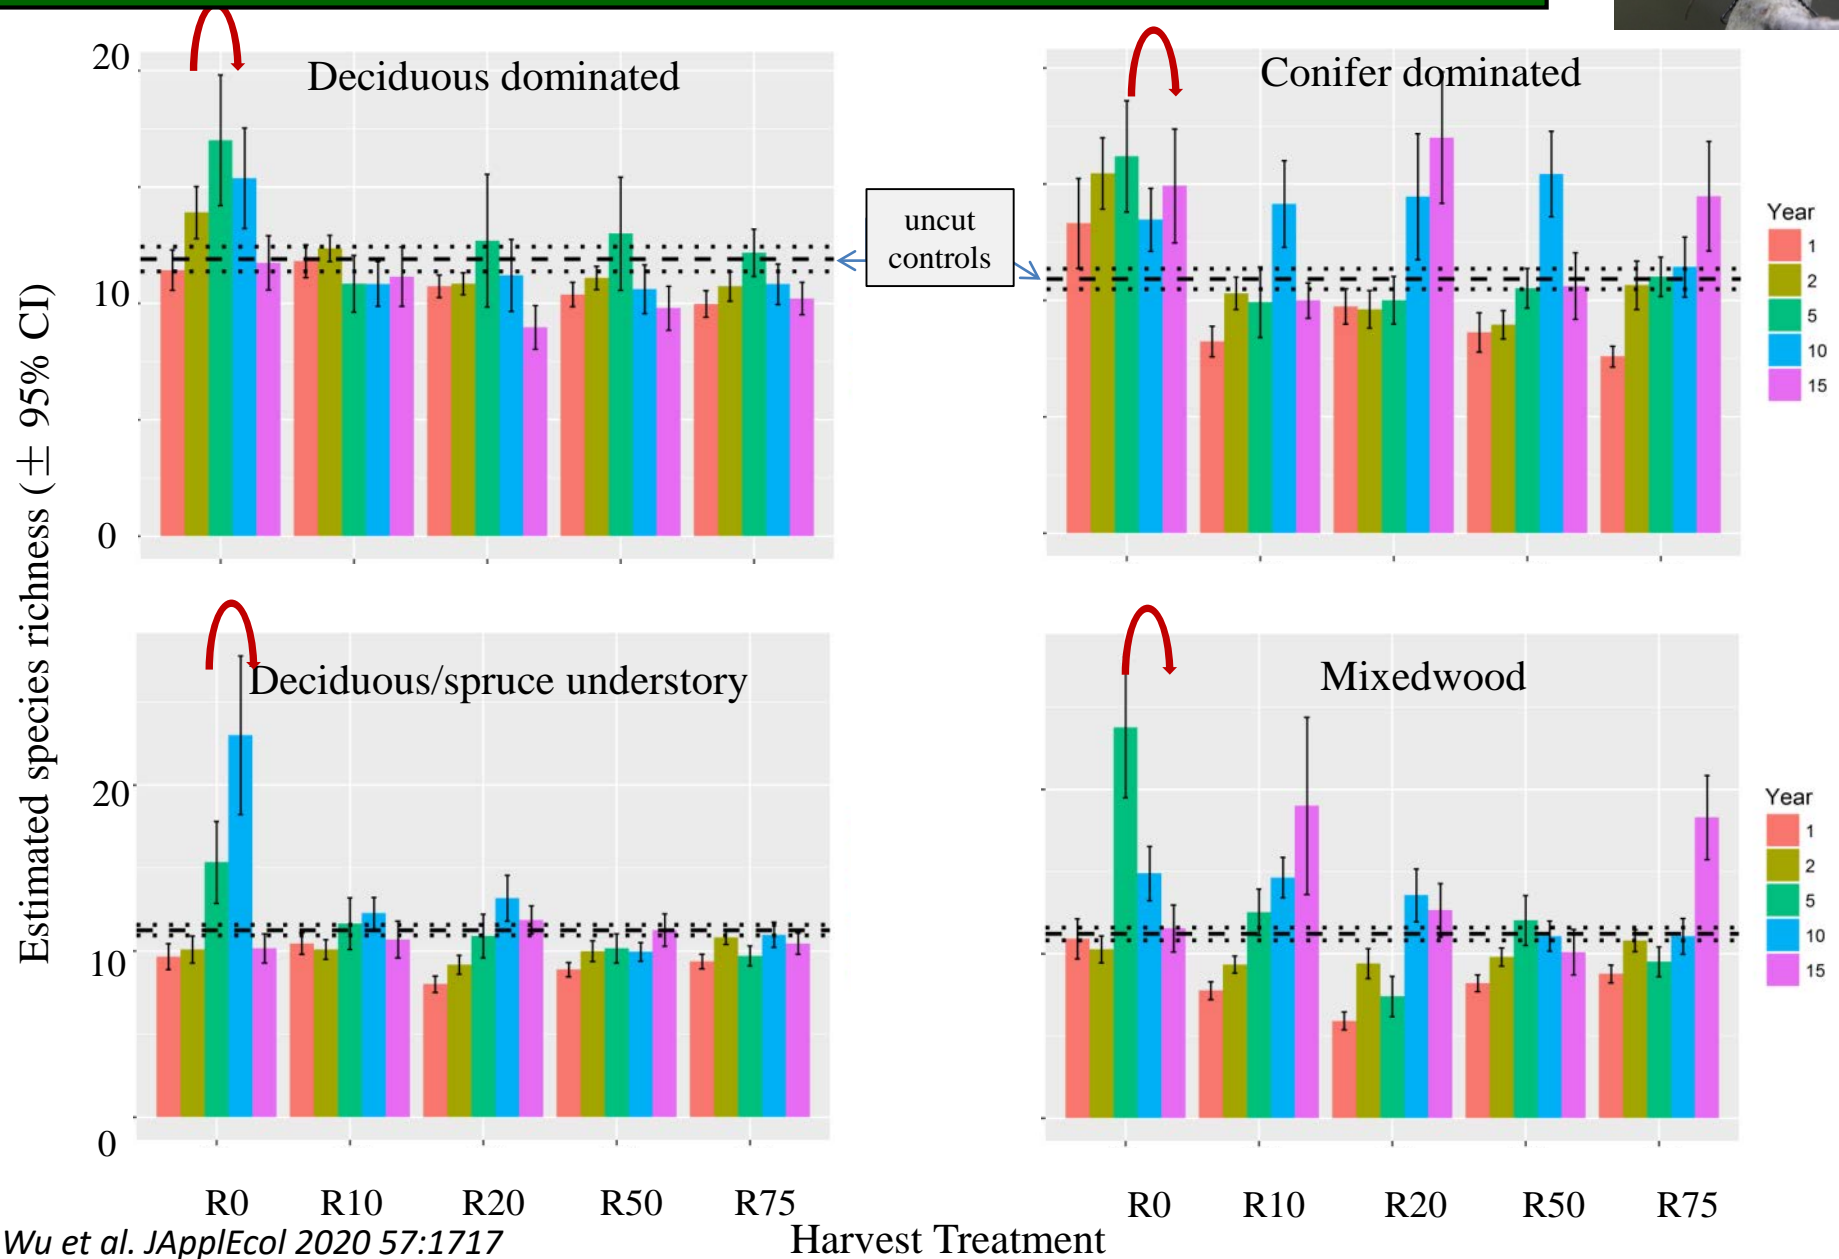 20
Deciduous dominated
Conifer dominated
uncut
controls
10
0
Year
1
2
5
10
15
Estimated species richness (± 95% CI)
Deciduous/spruce understory
Mixedwood
20
10
0
Year
1
2
5
10
15
R0 R10 R20 R50 R75
R0 R10 R20 R50 R75
Wu et al. JApplEcol 2020 57:1717
Harvest Treatment